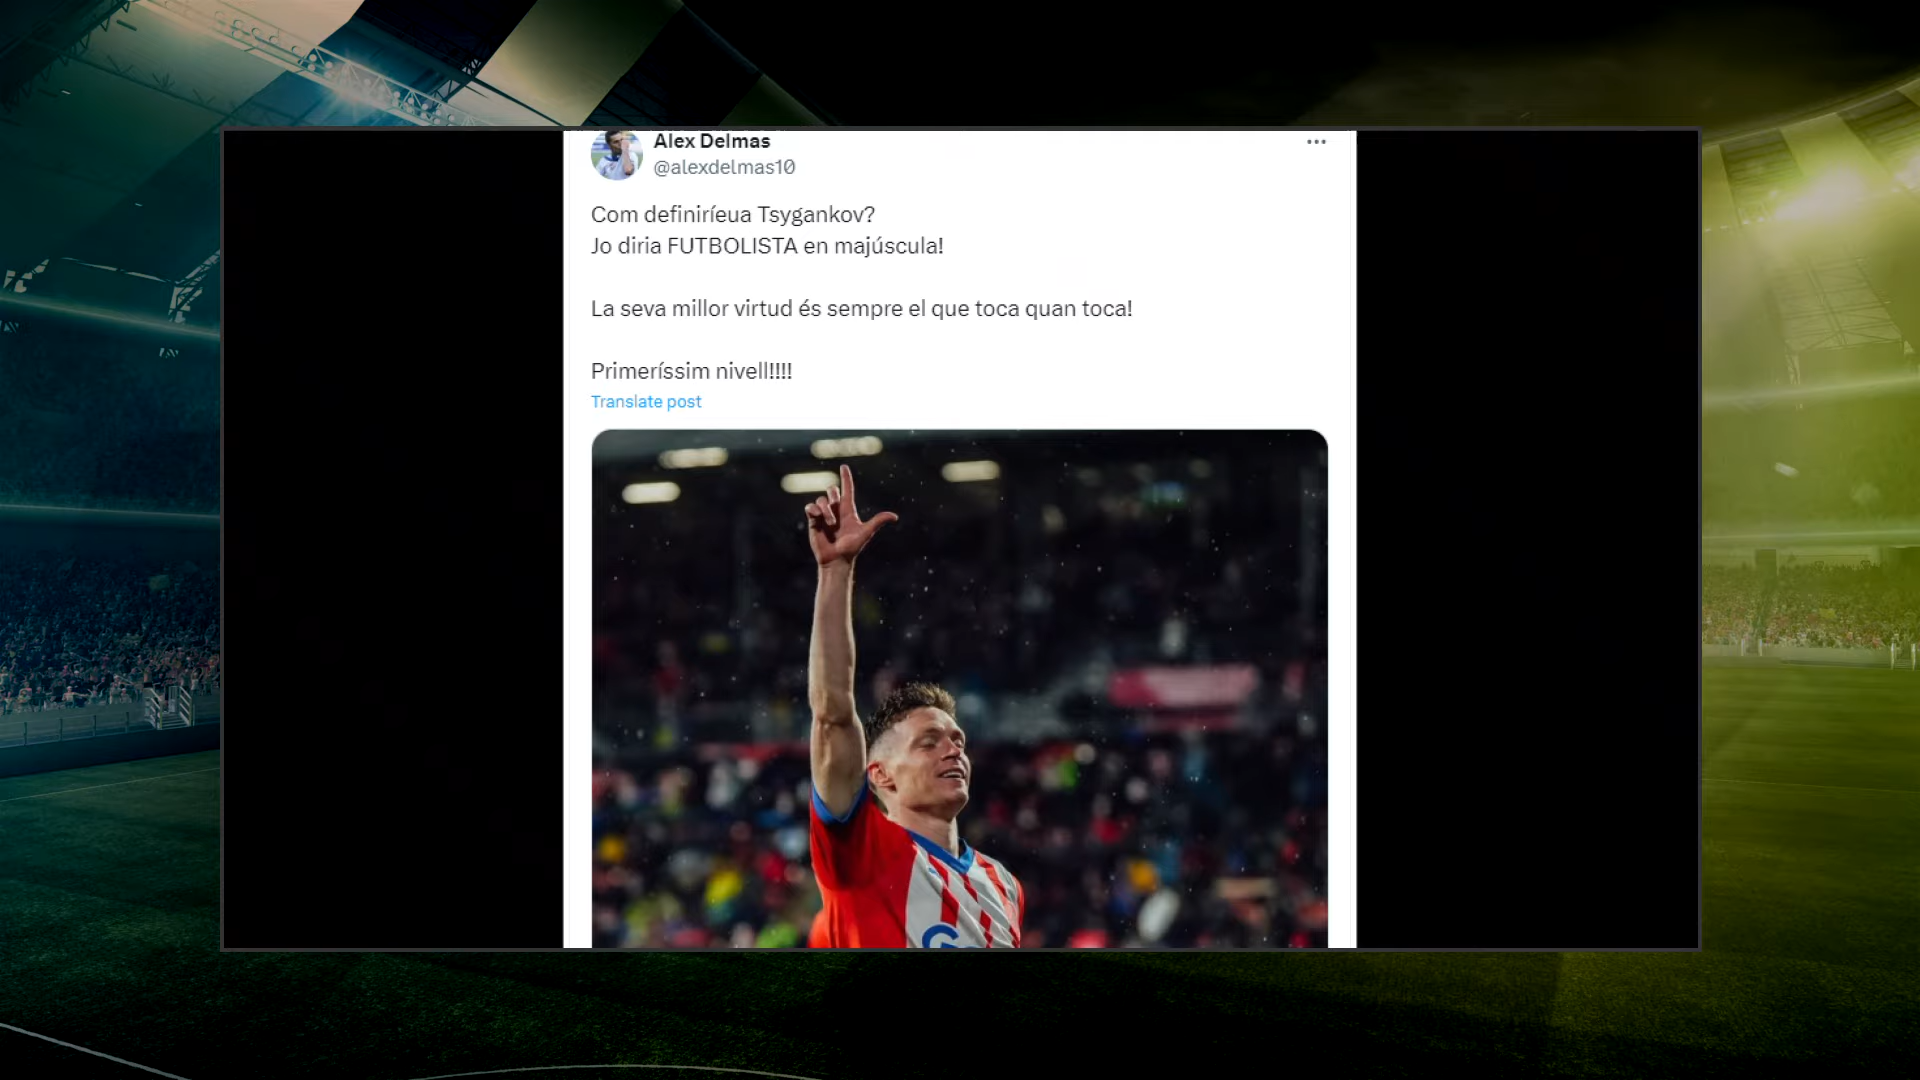 Alex Delmas
@alexdelmas10
Com definiríeua Tsygankov?
Jo diria FUTBOLISTA en majúscula!
La seva millor virtud és sempre el que toca quan toca!
Primeríssim nivell!!!!
Translate post